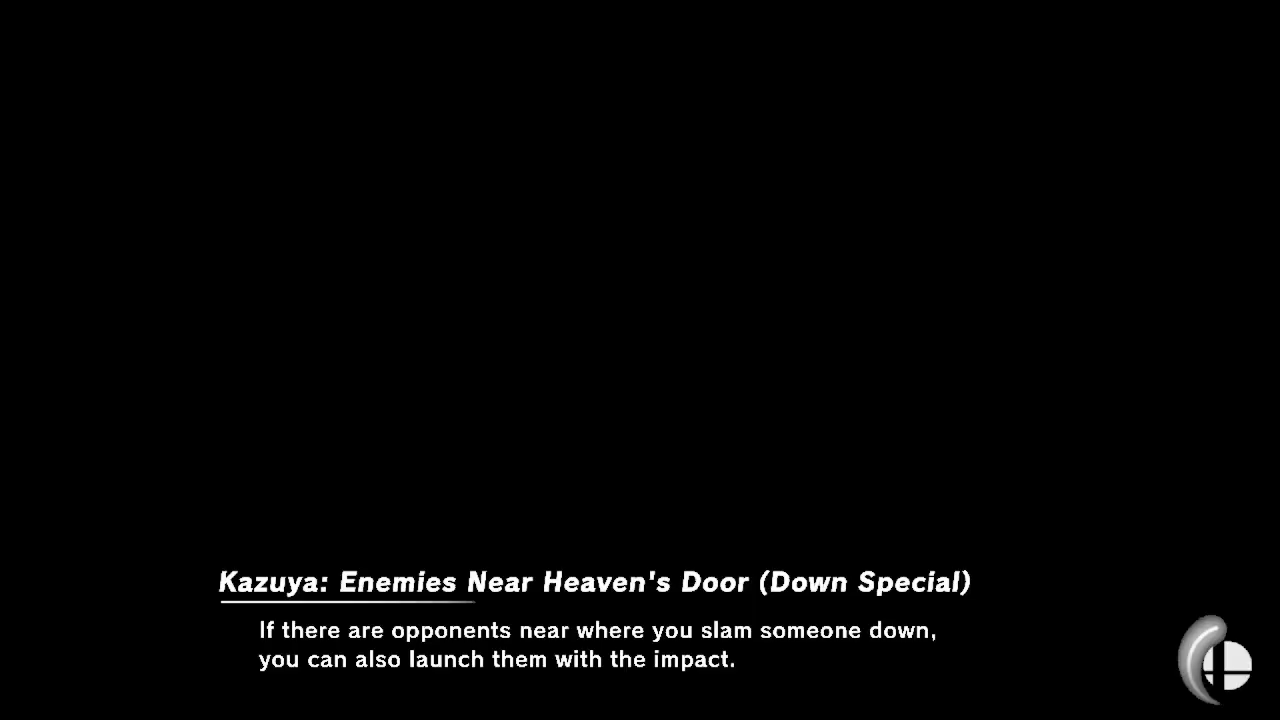 Kazuya: Enemies Near Heaven's Door (Down Special)
If there are opponents near where you slam someone down,
you can also launch them with the impact.